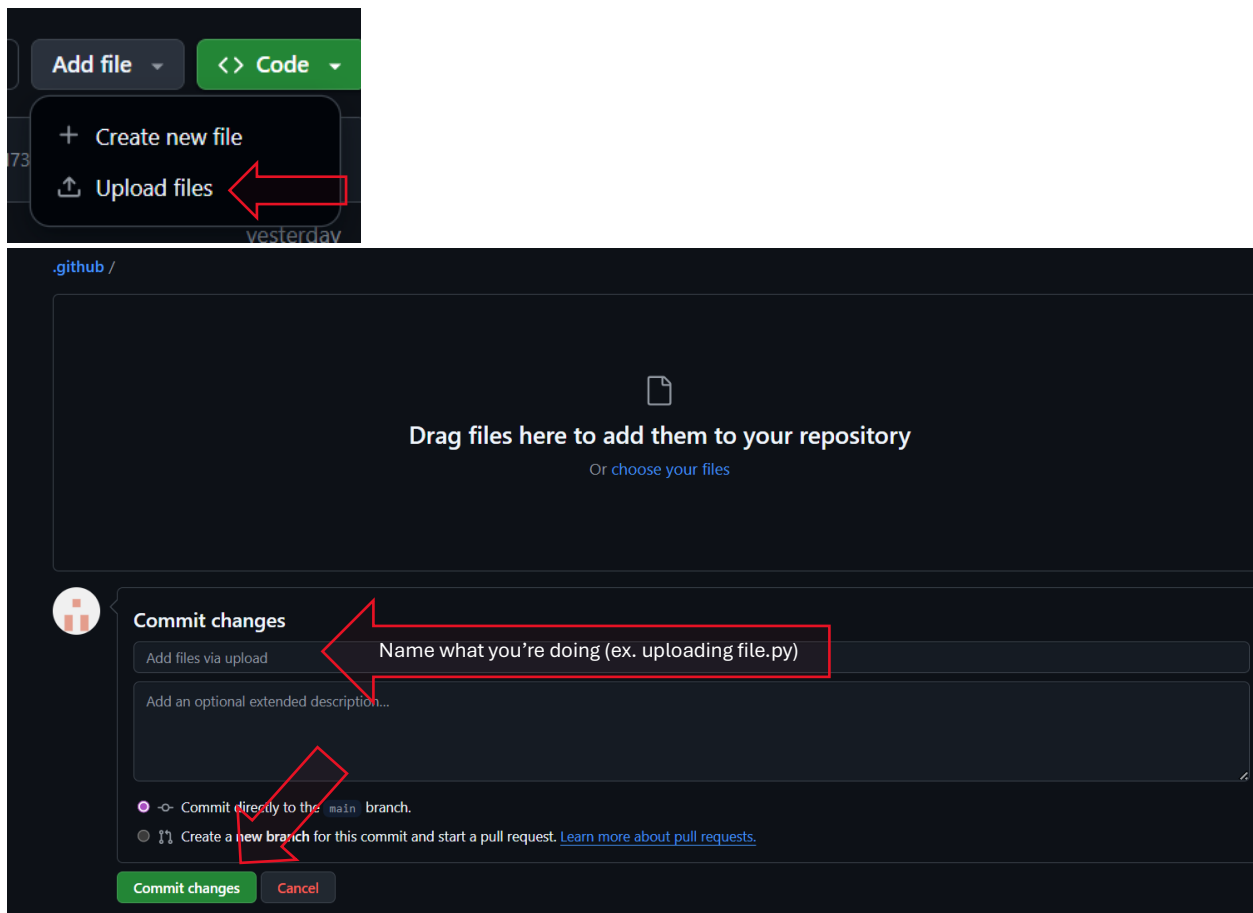 Add file
<> Code
Create new file
173
Upload files
yesterday
.github /
Drag files here to add them to your repository
Or choose your files
Commit changes
Add files via upload
Name what you’re doing (ex. uploading file.py)
Add an optional extended description...
Commit directly to the main branch.
Create a new branch for this commit and start a pull request. Learn more about pull requests.
Commit changes
Cancel